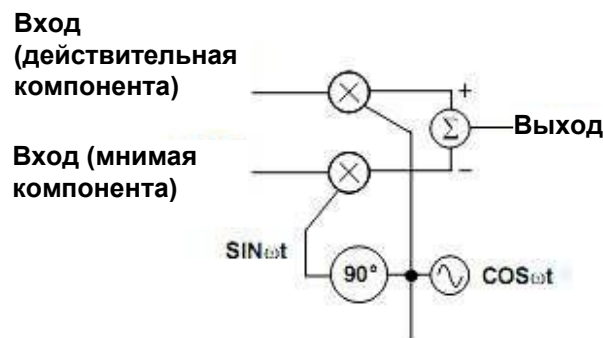 Вход
(действительная
компонента)
+
Σ
Выход
Вход (мнимая
компонента)
−
SINωt
90°
COSωt